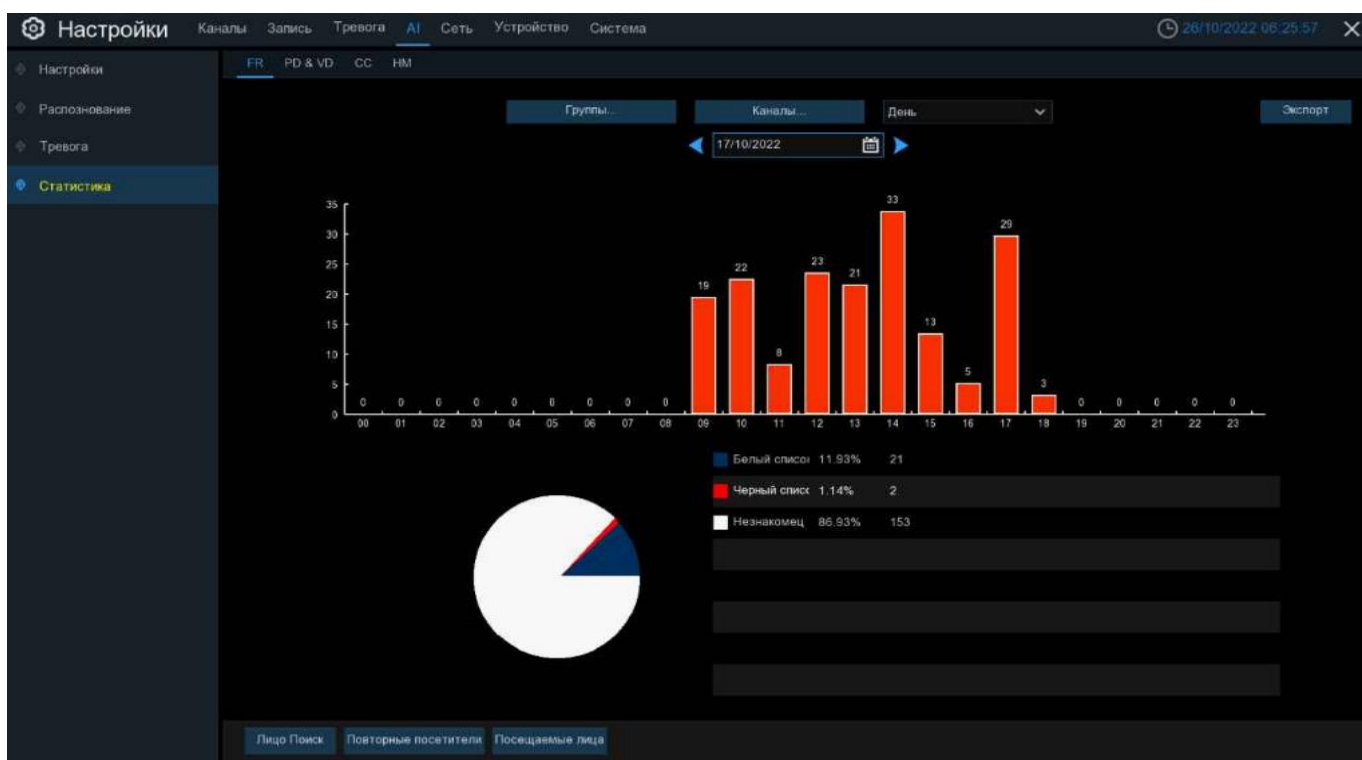 Настройки Каналы Запись Тревога AI Сеть Устройство Система 26/10/2022 06:25:57
Настройки
Распознование
Тревога
Статистика
FR PD & VD CC HM
Группы... Каналы... День Экспорт
17/10/2022
35
30
25
20
15
10
5
0
0 0 0 0 0 0 0 0 0 19 22 8 23 21 33 13 5 29 3 0 0 0 0 0
00 01 02 03 04 05 06 07 08 09 10 11 12 13 14 15 16 17 18 19 20 21 22 23
Белый список 11.93% 21
Черный списк 1.14% 2
Незнакомец 86.93% 153
Лицо Поиск Повторные посетители Посещаемые лица